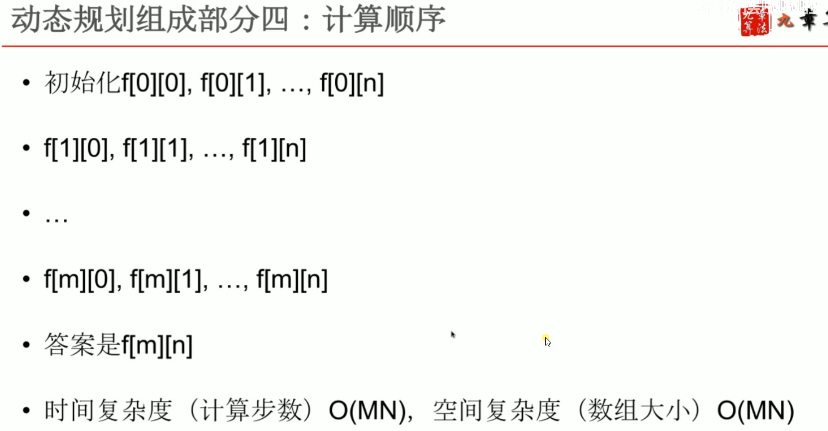 动态规划组成部分四：计算顺序
九章
• 初始化f[0][0], f[0][1], …, f[0][n]
• f[1][0], f[1][1], …, f[1][n]
• …
• f[m][0], f[m][1], …, f[m][n]
• 答案是f[m][n]
• 时间复杂度（计算步数）O(MN)，空间复杂度（数组大小）O(MN)